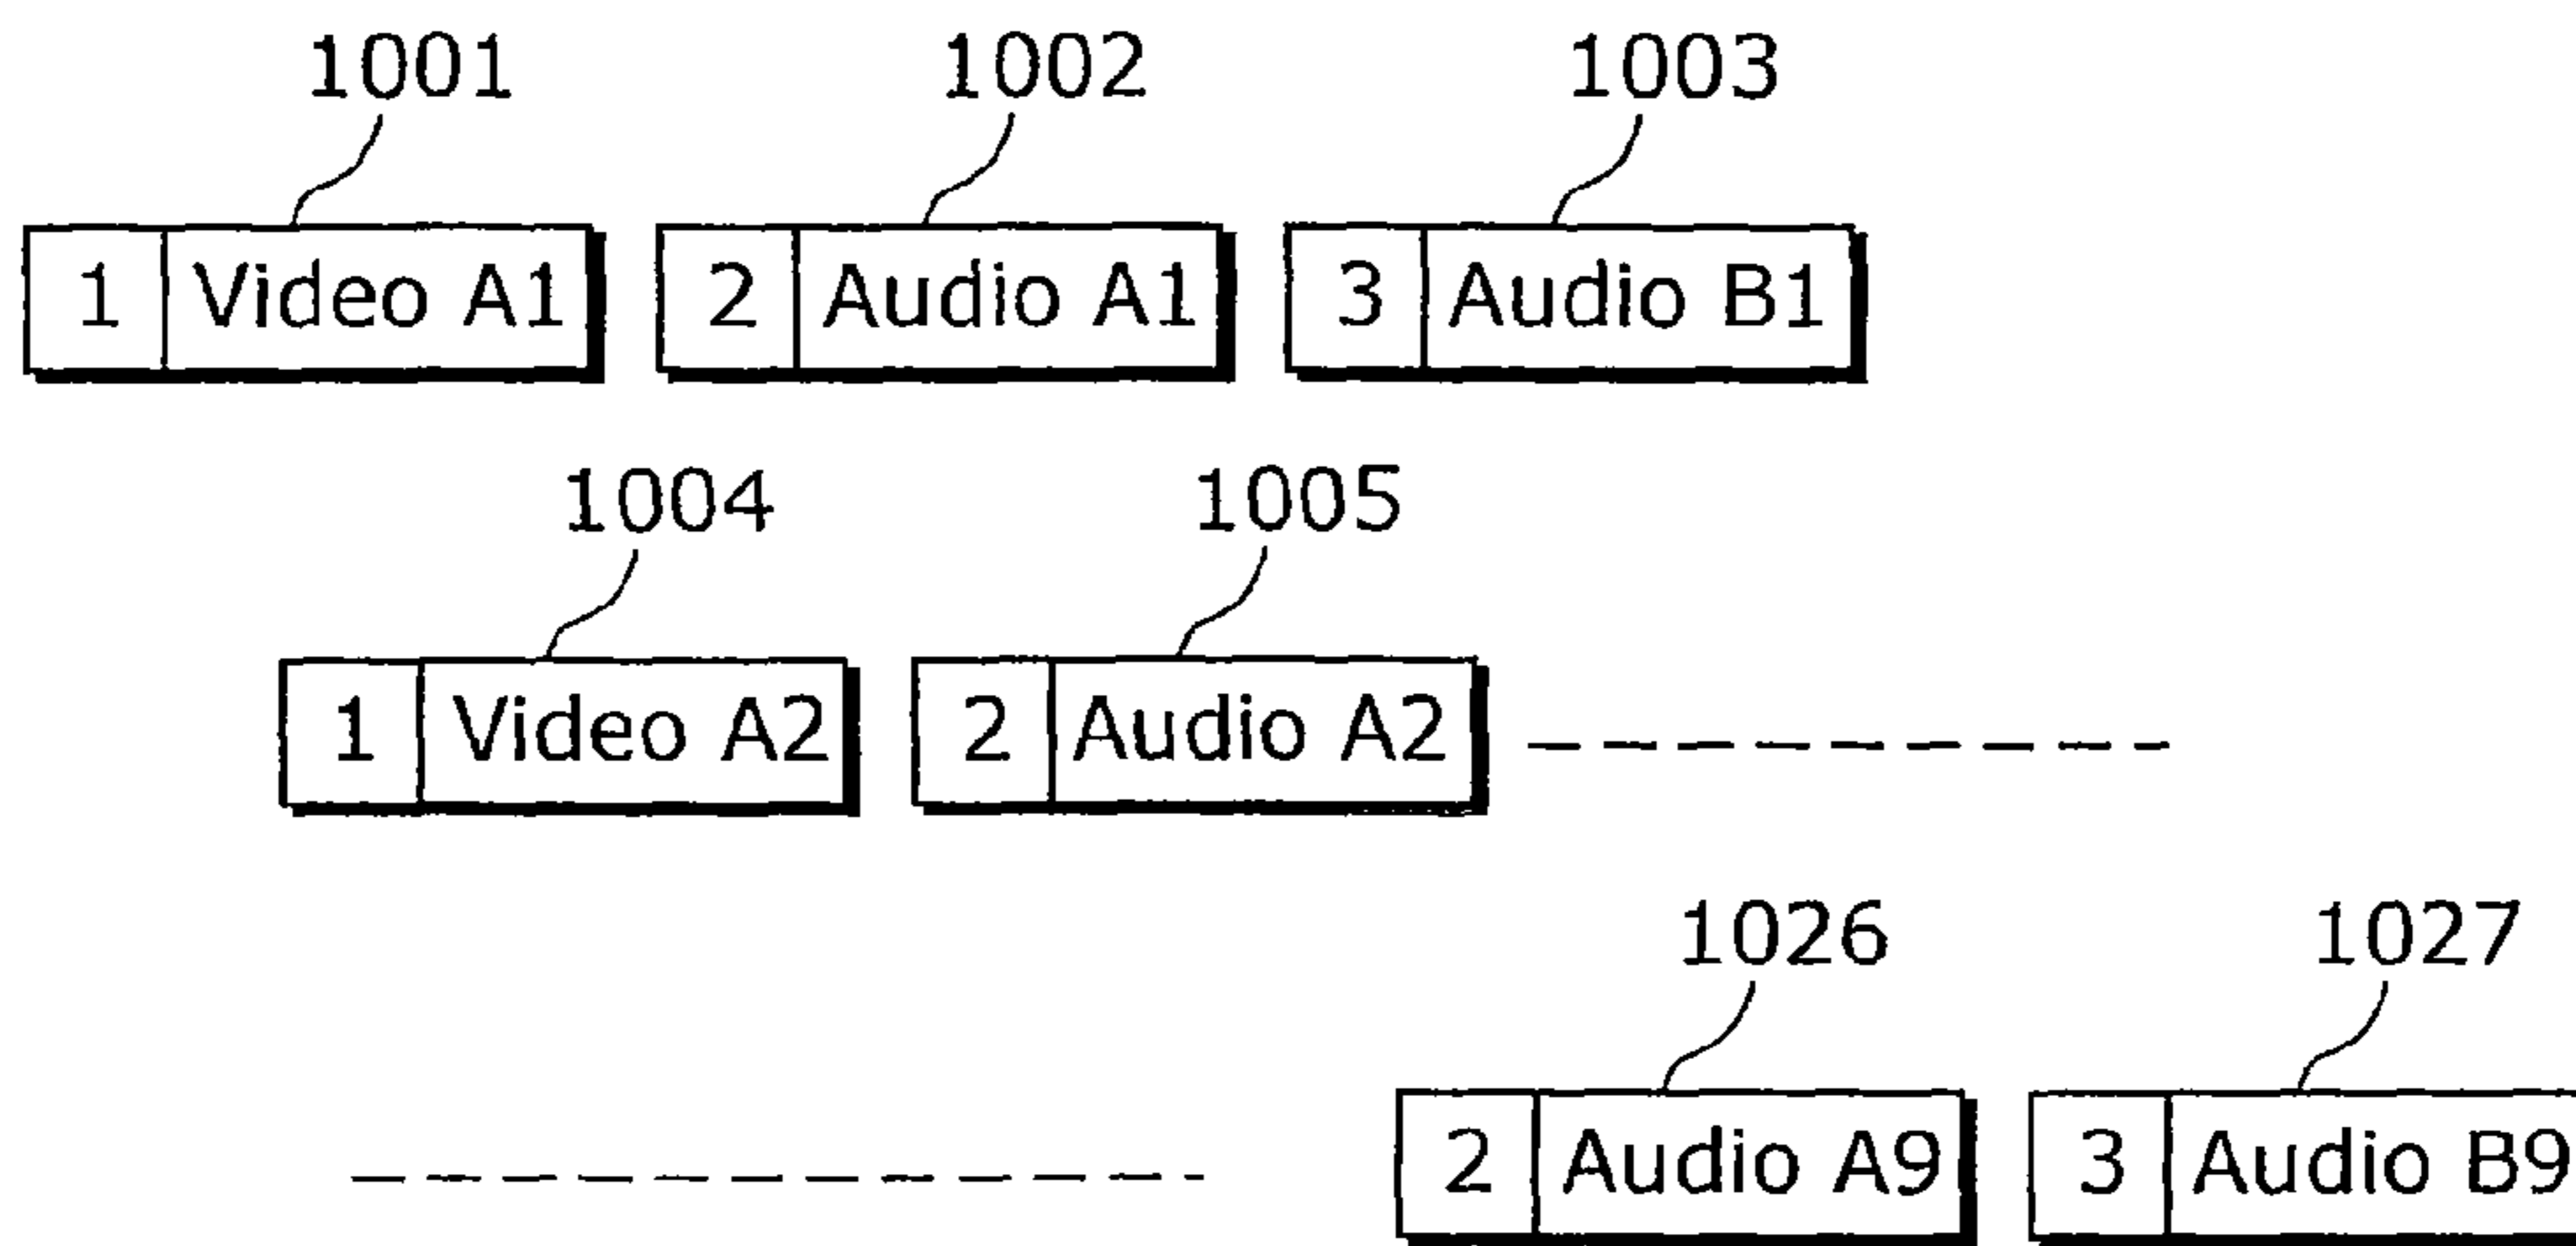 1001 1002 1003
1 Video A1 2 Audio A1 3 Audio B1
1004 1005
1 Video A2 2 Audio A2
1026 1027
2 Audio A9 3 Audio B9